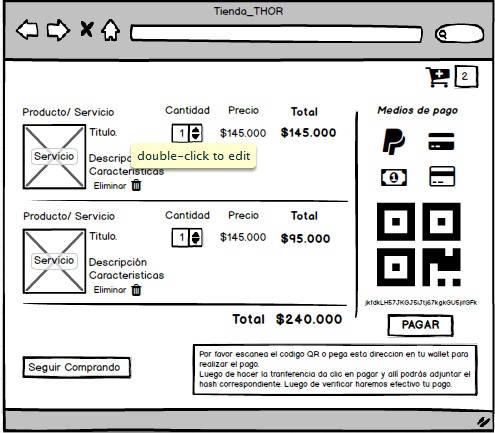 Tienda_THOR
2
Producto/ Servicio Cantidad Precio Total
Servicio
Titulo.
1
$145.000
$145.000
double-click to edit
Caracteristicas
Eliminar
Producto/ Servicio Cantidad Precio Total
Servicio
Titulo.
1
$145.000
$95.000
Descripción
Caracteristicas
Eliminar
Total $240.000
Medios de pago
PAGAR
Seguir Comprando
Por favor escanea el codigo QR o pega esta direccion en tu wallet para
realizar el pago.
Luego de hacer la tranferencia da clic en pagar y allí podrás adjuntar el
hash correspondiente. Luego de verificar haremos efectivo tu pago.